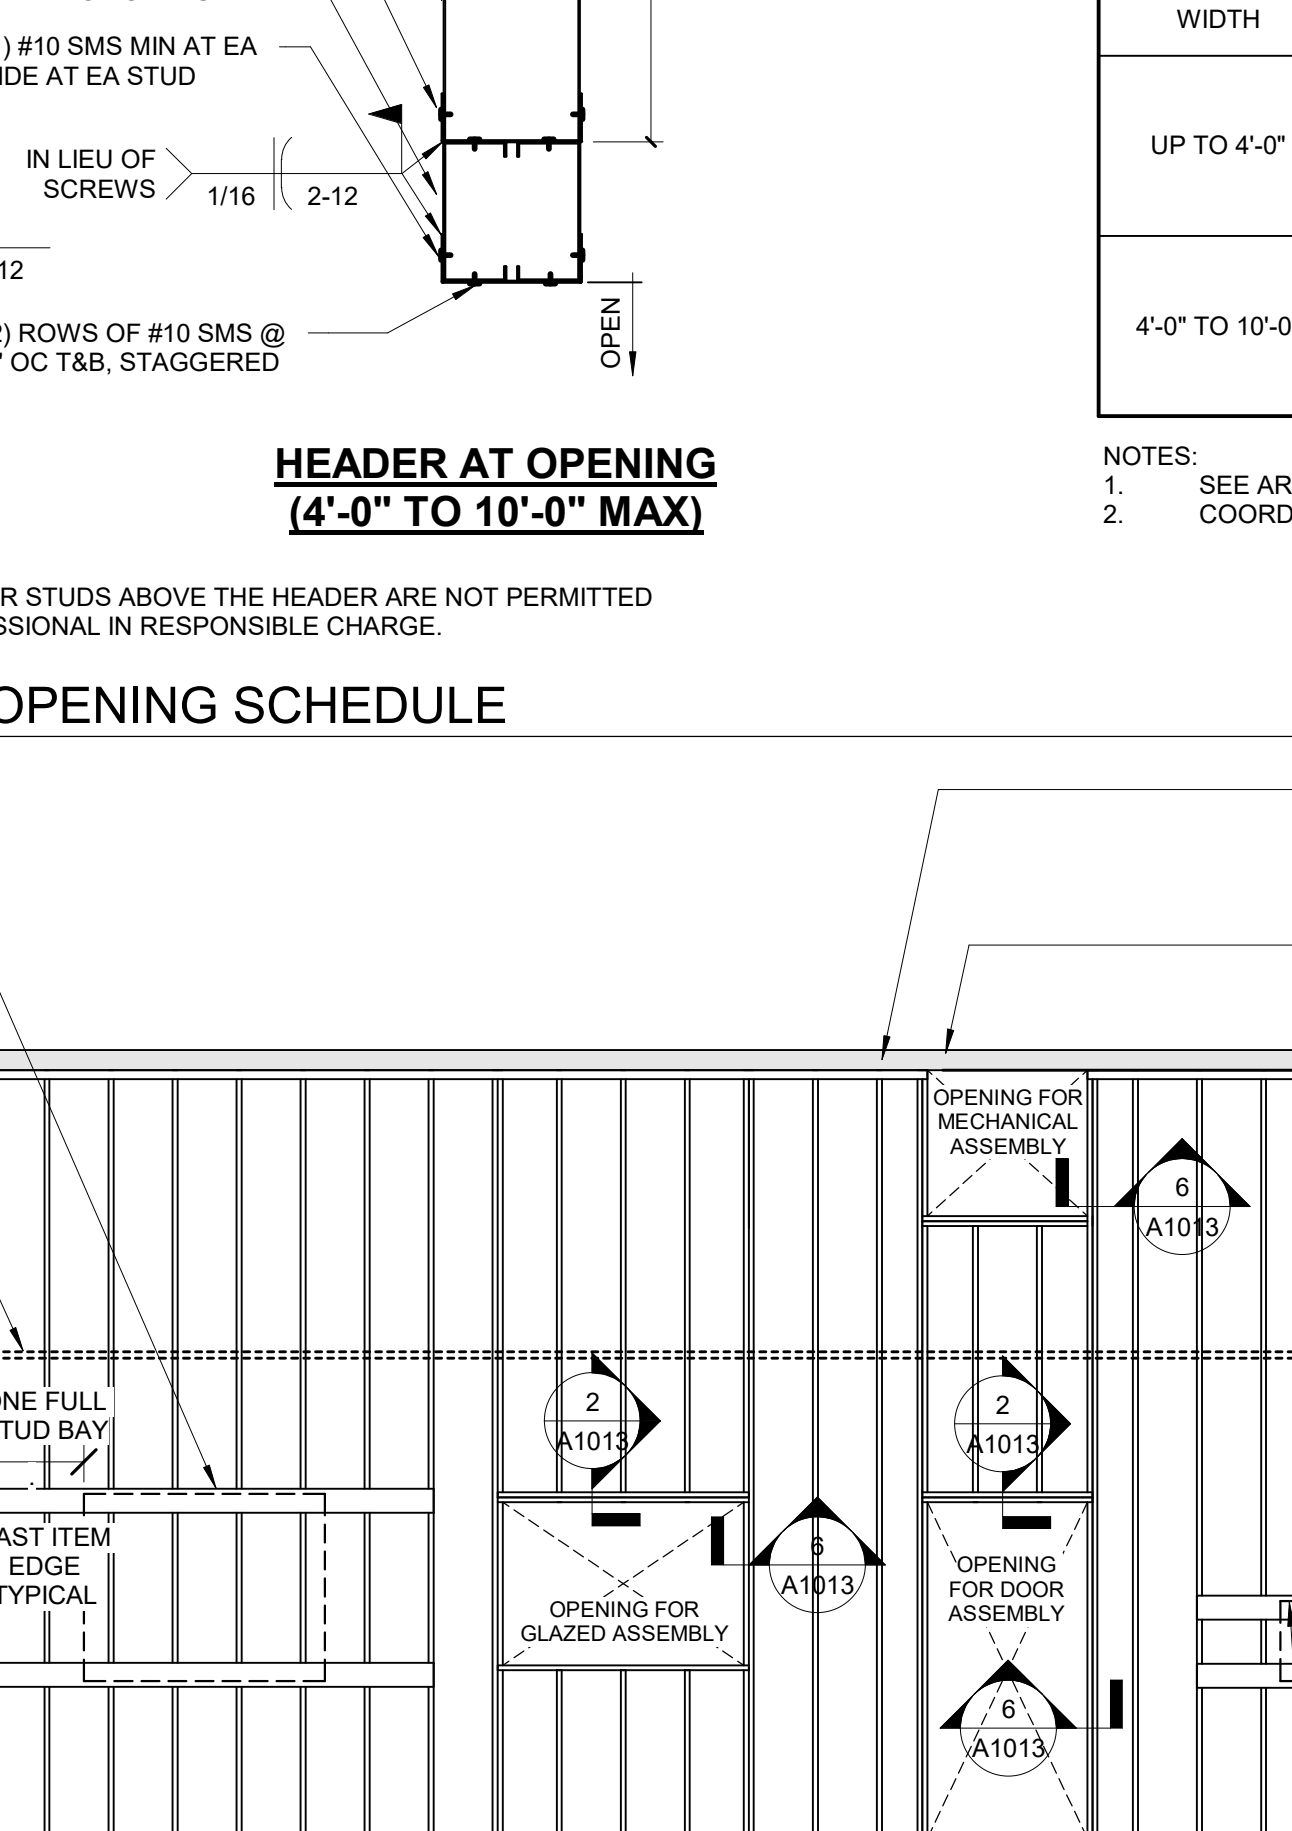 ) #10 SMS MIN AT EA
IDE AT EA STUD
IN LIEU OF
SCREWS
1/16
2-12
12
2) ROWS OF #10 SMS @
" OC T&B, STAGGERED
OPEN
HEADER AT OPENING
(4'-0" TO 10'-0" MAX)
WIDTH
UP TO 4'-0"
4'-0" TO 10'-0
NOTES:
1. SEE AR
2. COORD
R STUDS ABOVE THE HEADER ARE NOT PERMITTED
SSIONAL IN RESPONSIBLE CHARGE.
OPENING SCHEDULE
OPENING FOR
MECHANICAL
ASSEMBLY
6
A1013
ONE FULL
STUD BAY
2
A1013
2
A1013
AST ITEM
EDGE
TYPICAL
6
A1013
OPENING FOR
GLAZED ASSEMBLY
OPENING
FOR DOOR
ASSEMBLY
6
A1013